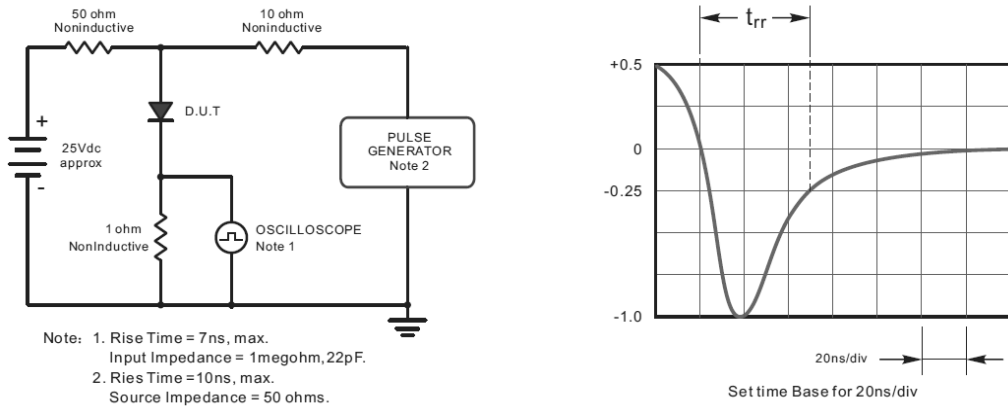 50 ohm
Noninductive
10 ohm
Noninductive
+
25Vdc
approx
-
D.U.T
PULSE
GENERATOR
Note 2
1 ohm
NonInductive
OSCILLOSCOPE
Note 1
Note: 1. Rise Time = 7ns, max.
Input Impedance = 1megohm,22pF.
2. Ries Time =10ns, max.
Source Impedance = 50 ohms.
trr
+0.5
0
-0.25
-1.0
20ns/div
Set time Base for 20ns/div